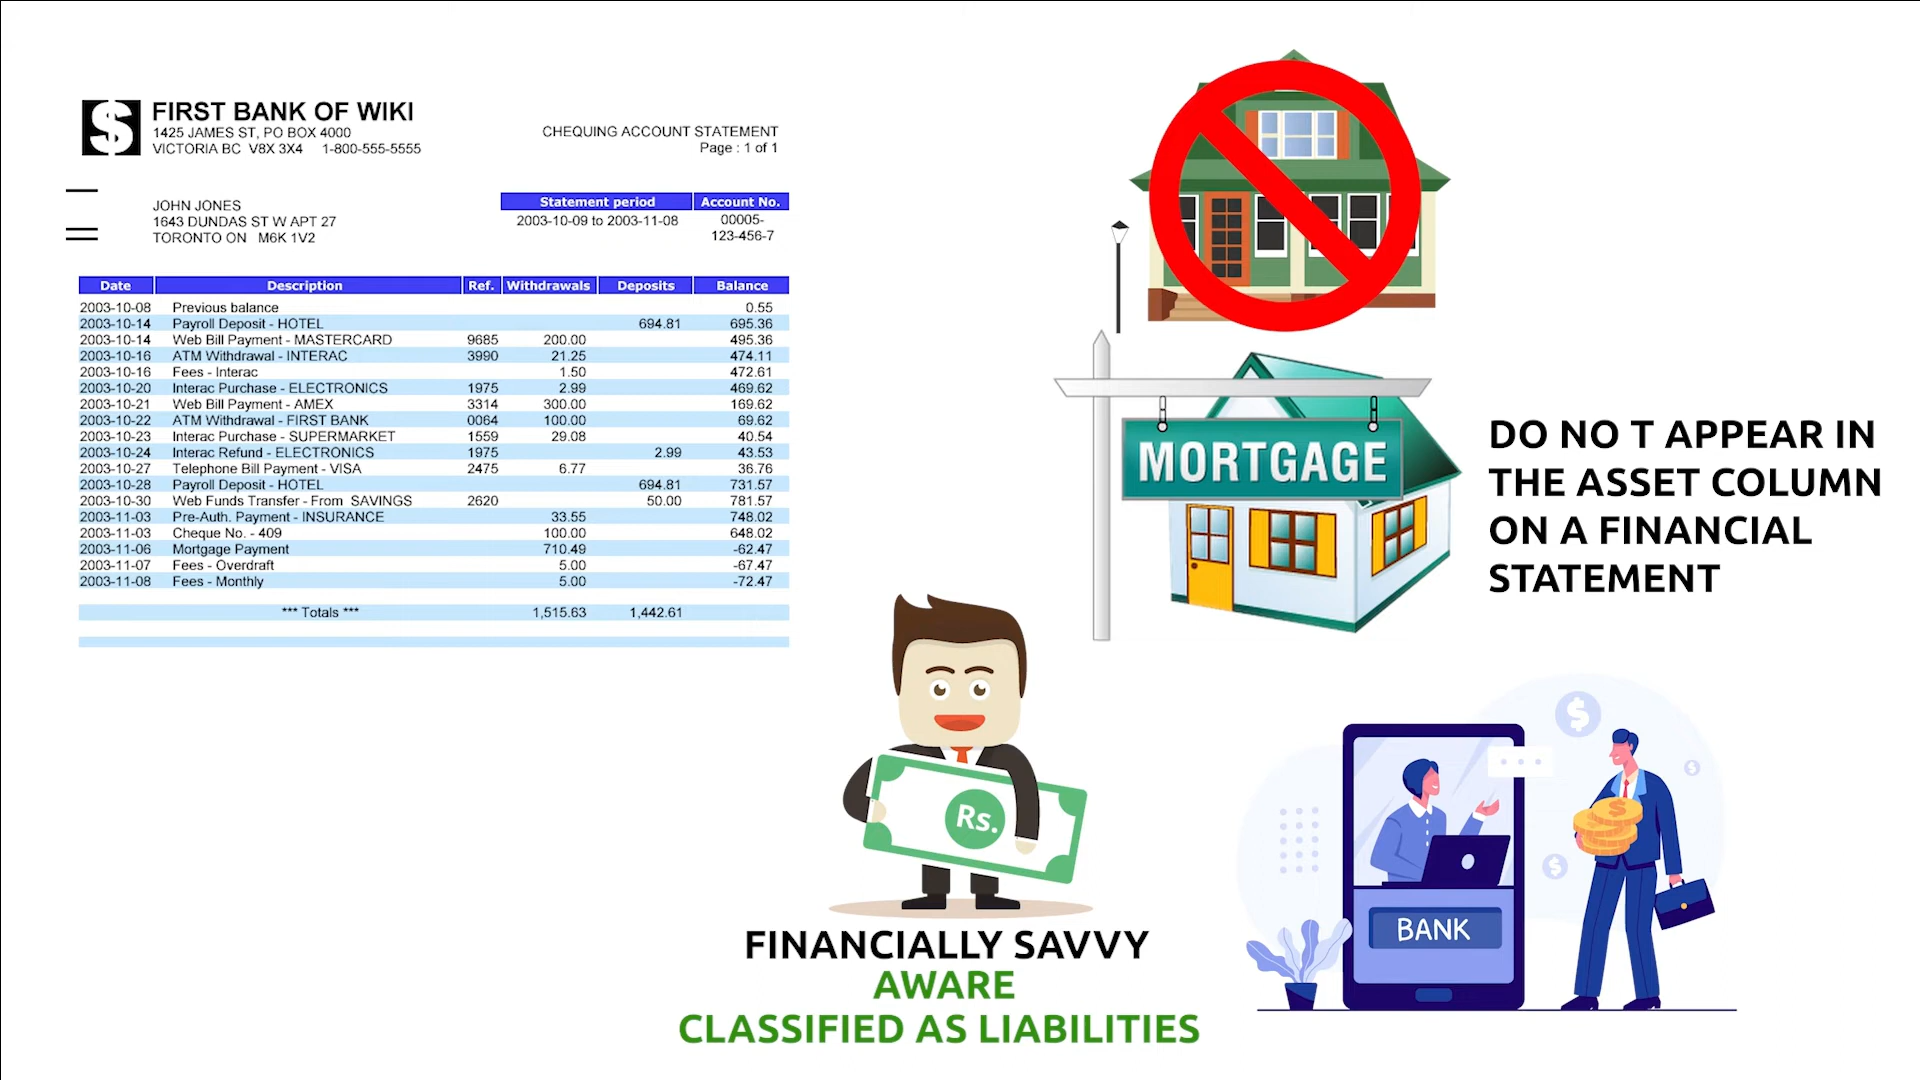 FIRST BANK OF WIKI
1425 JAMES ST, PO BOX 4000
VICTORIA BC V8X 3X4 1-800-555-5555
CHEQUING ACCOUNT STATEMENT
Page : 1 of 1
JOHN JONES
1643 DUNDAS ST W APT 27
TORONTO ON M6K 1V2
Statement period Account No.
2003-10-09 to 2003-11-08 00005-
123-456-7
Date Description Ref. Withdrawals Deposits Balance
2003-10-08 Previous balance 0.55
2003-10-14 Payroll Deposit - HOTEL 694.81 695.36
2003-10-14 Web Bill Payment - MASTERCARD 9685 200.00 495.36
2003-10-16 ATM Withdrawal - INTERAC 3990 21.25 474.11
2003-10-16 Fees - Interac 1.50 472.61
2003-10-20 Interac Purchase - ELECTRONICS 1975 2.99 469.62
2003-10-21 Web Bill Payment - AMEX 3314 300.00 169.62
2003-10-22 ATM Withdrawal - FIRST BANK 0064 100.00 69.62
2003-10-23 Interac Purchase - SUPERMARKET 1559 29.08 40.54
2003-10-24 Interac Refund - ELECTRONICS 1975 2.99 43.53
2003-10-27 Telephone Bill Payment - VISA 2475 6.77 36.76
2003-10-28 Payroll Deposit - HOTEL 694.81 731.57
2003-10-30 Web Funds Transfer - From SAVINGS 2620 50.00 781.57
2003-11-03 Pre-Auth. Payment - INSURANCE 33.55 748.02
2003-11-03 Cheque No. - 409 100.00 648.02
2003-11-06 Mortgage Payment 710.49 -62.47
2003-11-07 Fees - Overdraft 5.00 -67.47
2003-11-08 Fees - Monthly 5.00 -72.47
*** Totals *** 1,515.63 1,442.61
MORTGAGE
DO NO T APPEAR IN
THE ASSET COLUMN
ON A FINANCIAL
STATEMENT
Rs.
FINANCIALLY SAVVY
AWARE
CLASSIFIED AS LIABILITIES
BANK